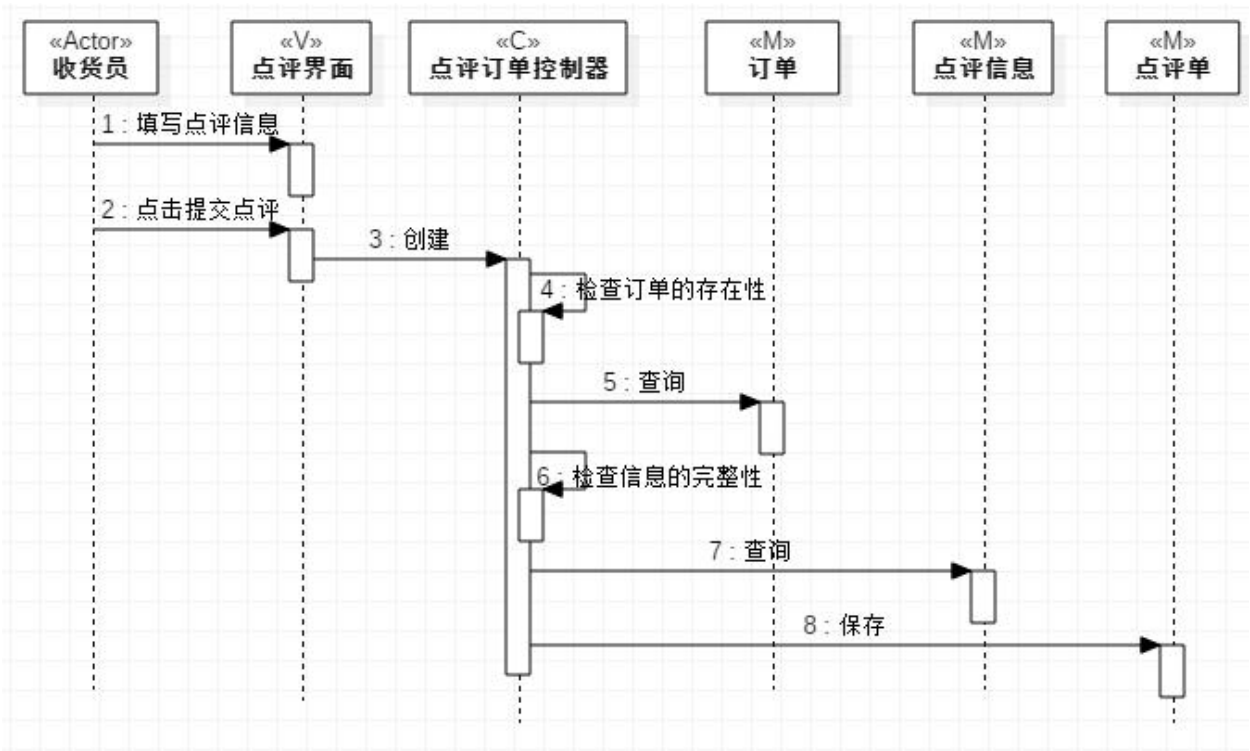 «Actor»
收货员
«V»
点评界面
«C»
点评订单控制器
«M»
订单
«M»
点评信息
«M»
点评单
1 : 填写点评信息
2 : 点击提交点评
3 : 创建
4 : 检查订单的存在性
5 : 查询
6 : 检查信息的完整性
7 : 查询
8 : 保存